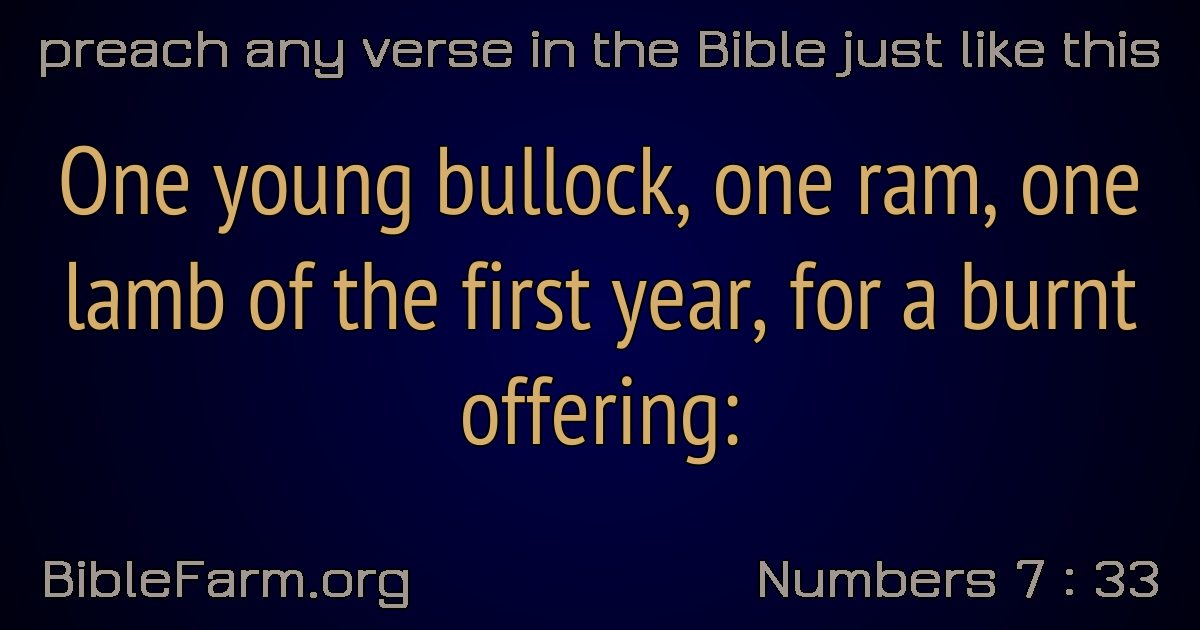 preach any verse in the Bible just like this
One young bullock, one ram, one
lamb of the first year, for a burnt
offering:
BibleFarm.org
Numbers 7 : 33